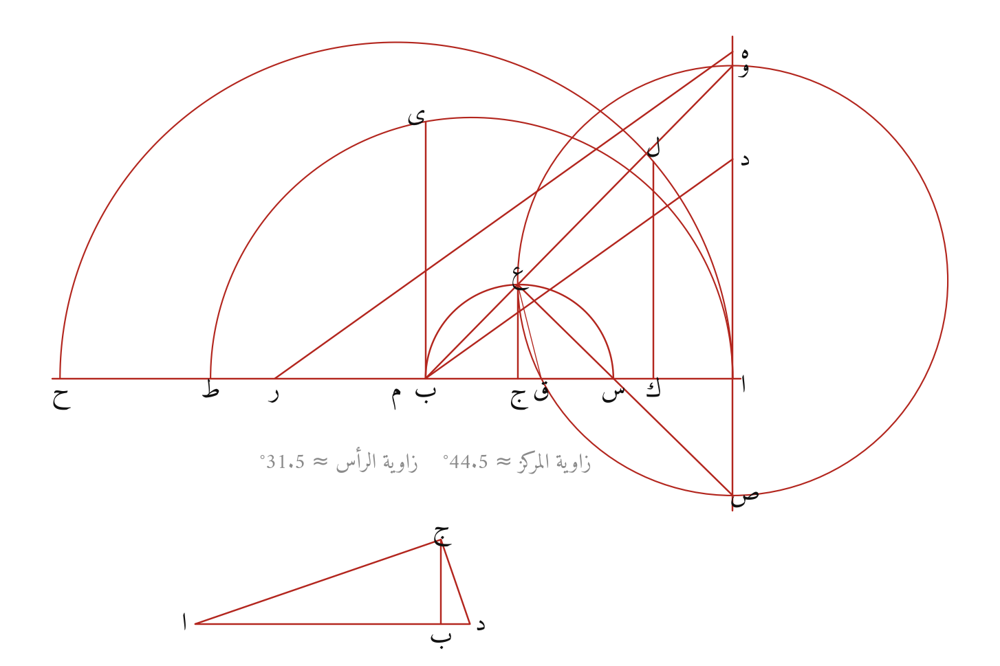 ه
و
ى
ل
د
ع
ا
ح ط ر م ب ج ق س ك
زاوية المركز ≈ 44.5° زاوية الرأس ≈ 31.5°
ص
ج
ا
د
ب